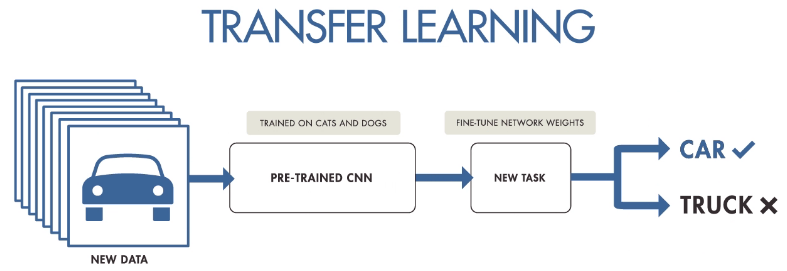 TRANSFER LEARNING
TRAINED ON CATS AND DOGS
FINE-TUNE NETWORK WEIGHTS
PRE-TRAINED CNN
NEW TASK
CAR
TRUCK
NEW DATA